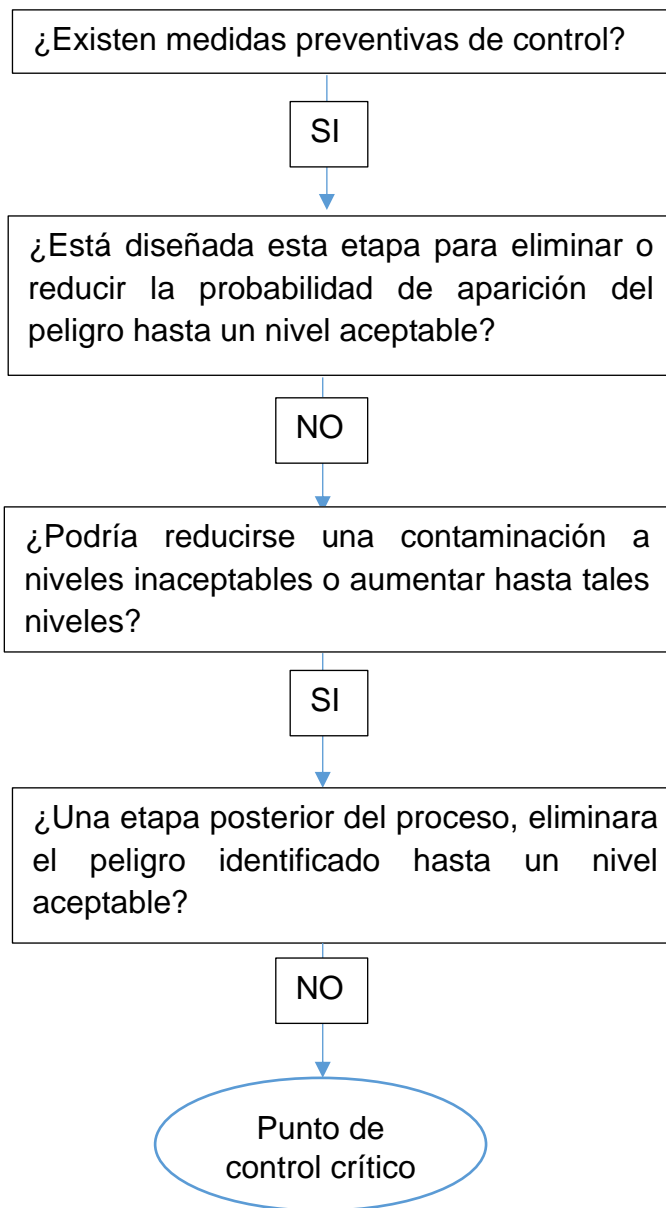 ¿Existen medidas preventivas de control?
SI
¿Está diseñada esta etapa para eliminar o
reducir la probabilidad de aparición del
peligro hasta un nivel aceptable?
NO
¿Podría reducirse una contaminación a
niveles inaceptables o aumentar hasta tales
niveles?
SI
¿Una etapa posterior del proceso, eliminara
el peligro identificado hasta un nivel
aceptable?
NO
Punto de
control crítico